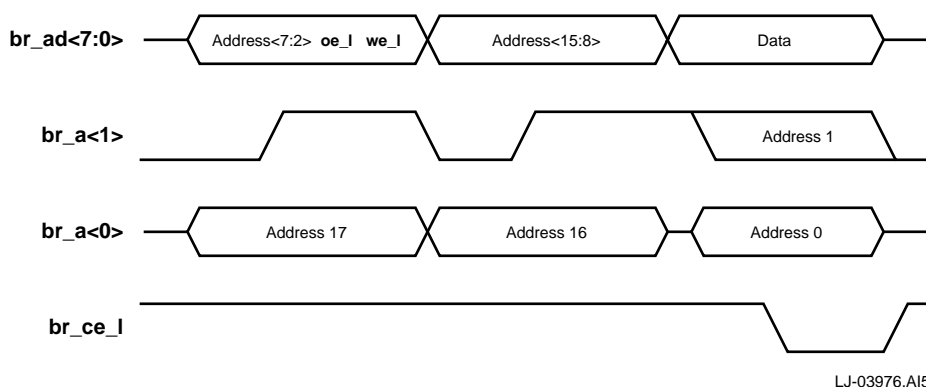 br_ad<7:0> Address<7:2> oe_l we_l Address<15:8> Data
br_a<1> Address 1
br_a<0> Address 17 Address 16 Address 0
br_ce_l
LJ-03976.AI5